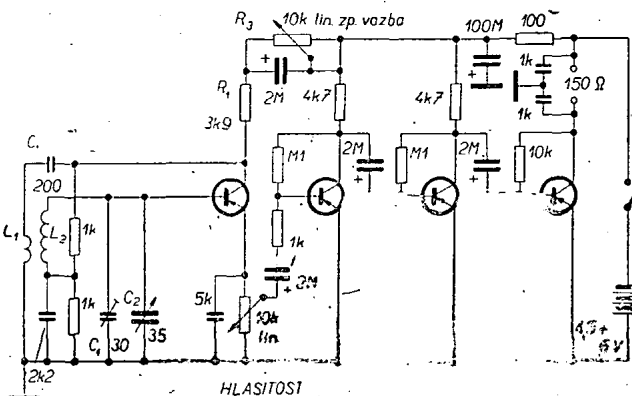 R3 10k lin. zp. vazba
100M 100
1k
150 Ω
1k
+ 2M
4k7
4k7
R1
3k9
M1
2M
M1
2M
10k
C.
200
L1
L2
1k
1k
1k
C2
35
C1 30
2k2
5k
10k
lin
+ 2M
4,5 ÷
6V
HLASITOST